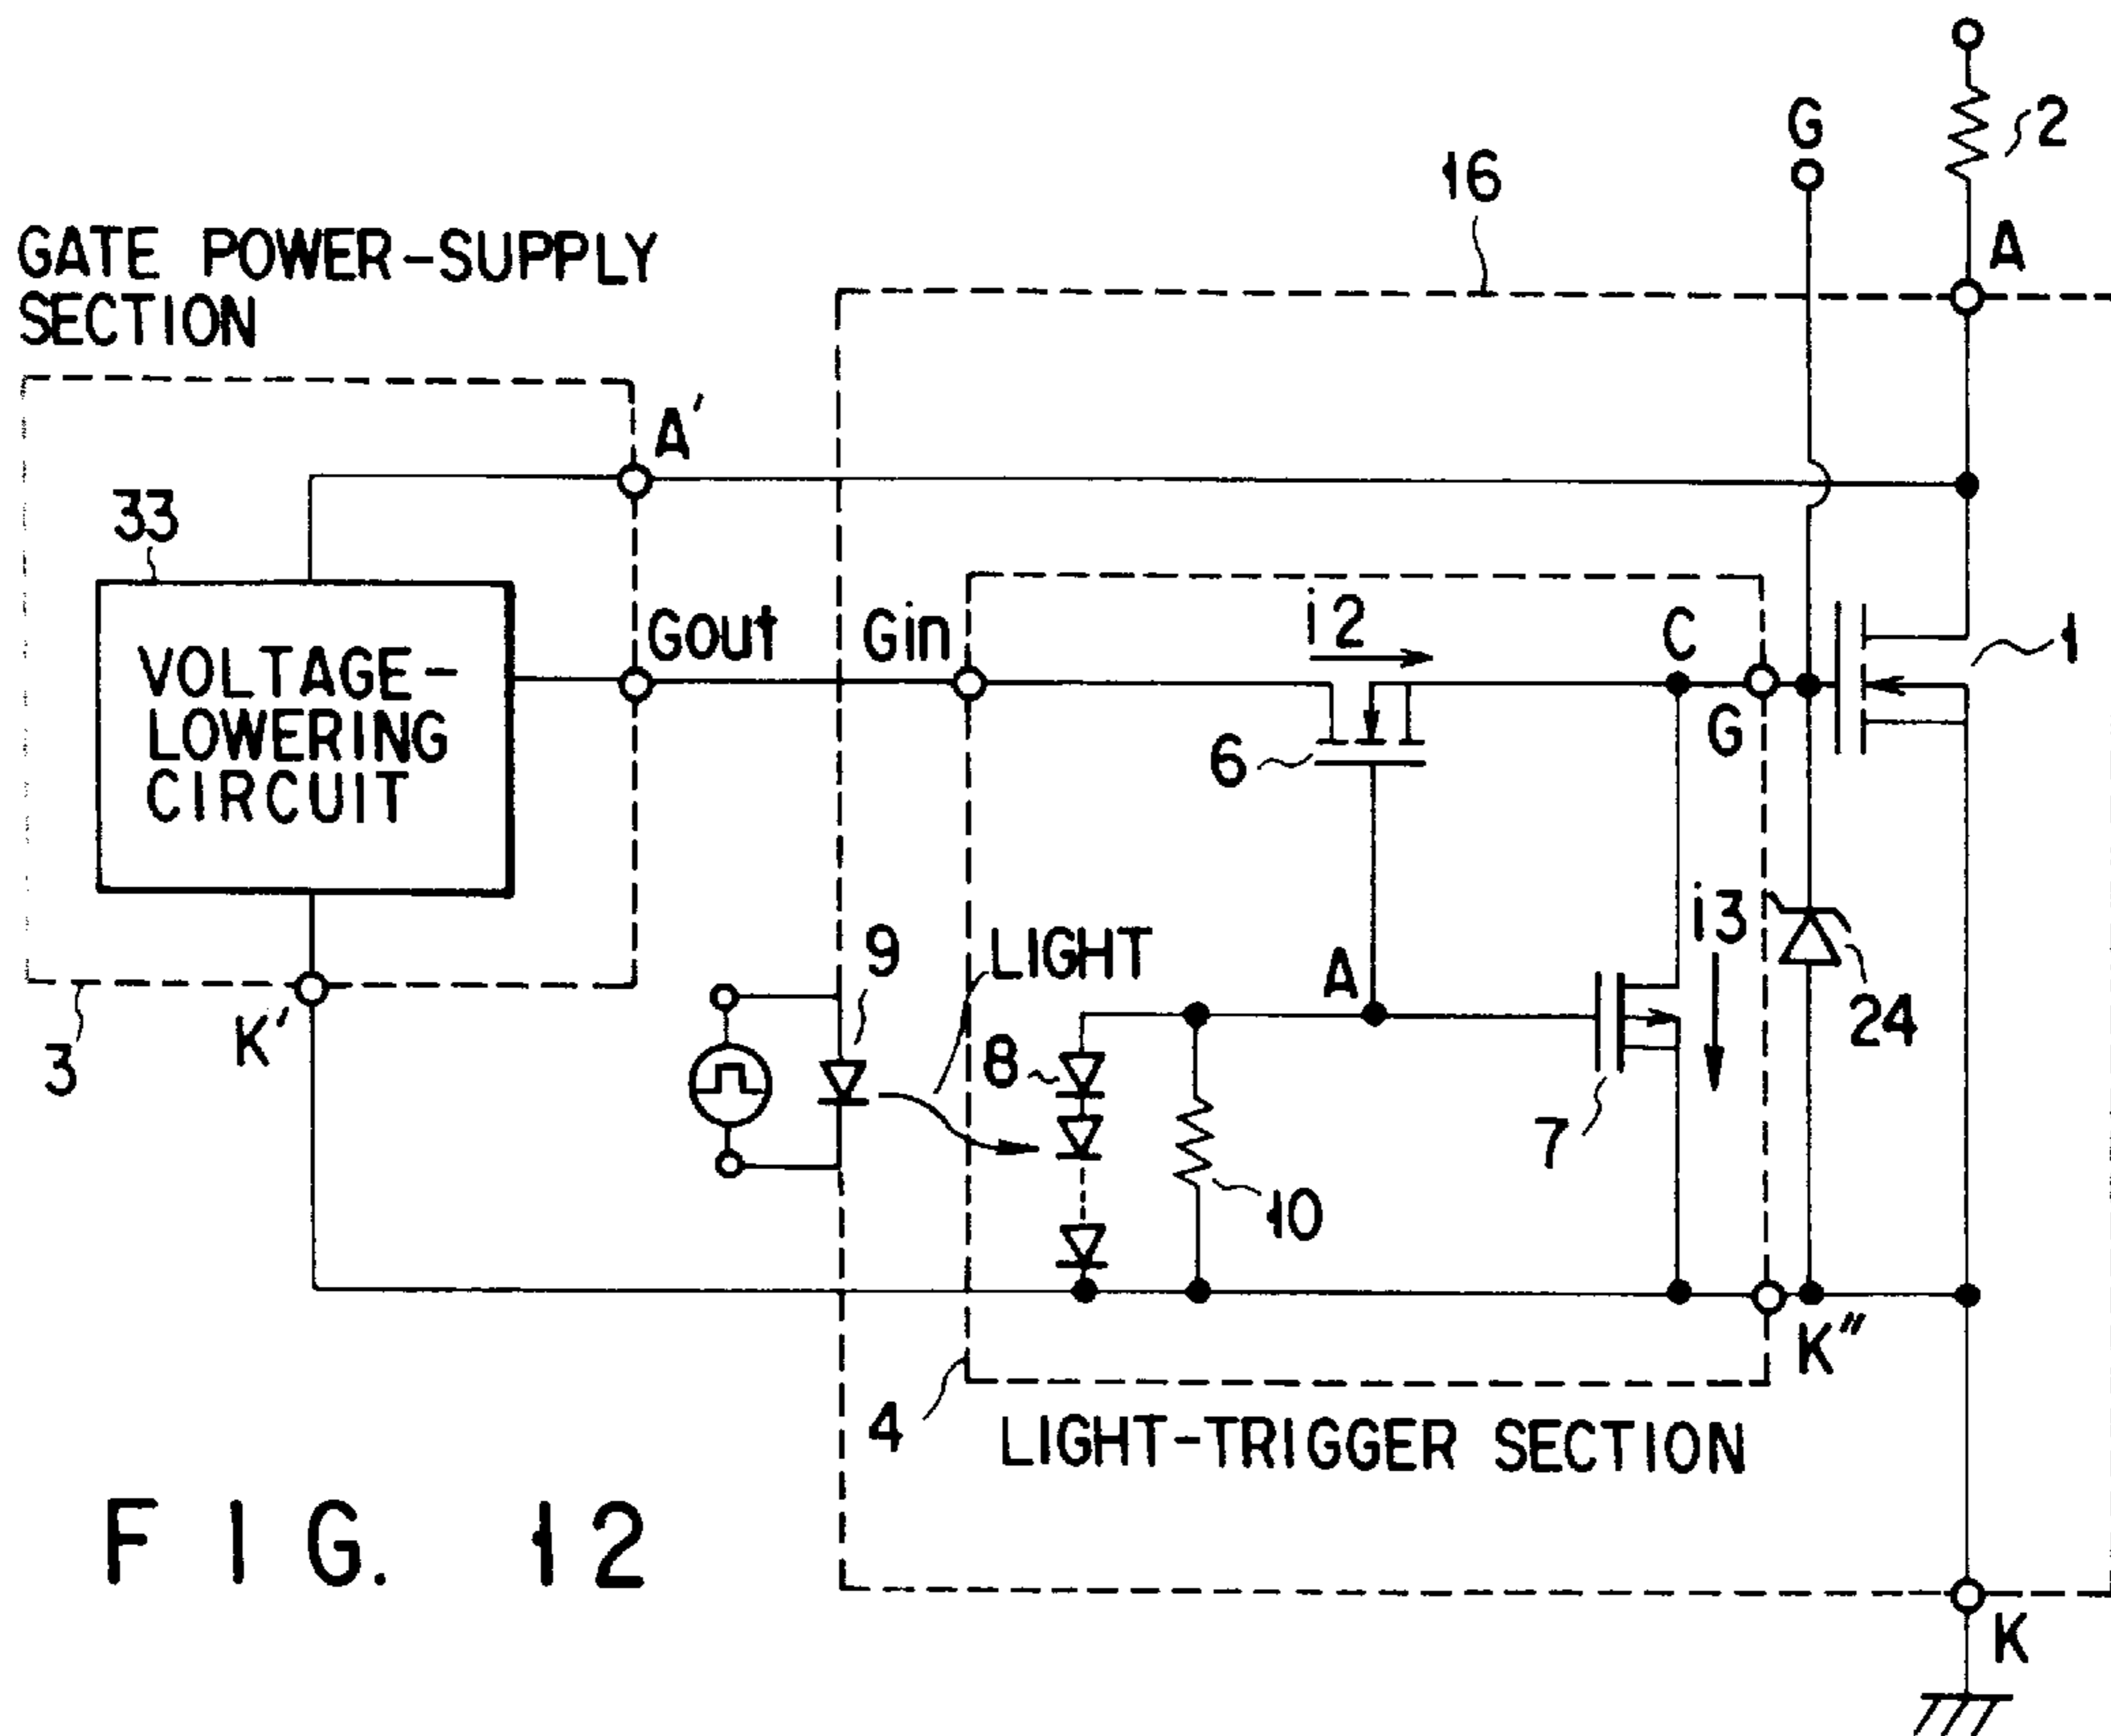 G
2
16
A
GATE POWER-SUPPLY
SECTION
A'
33
Gout
Gin
i2
C
1
VOLTAGE-
LOWERING
CIRCUIT
G
6
i3
9
LIGHT
A
24
K'
8
3
7
10
K"
4
LIGHT-TRIGGER SECTION
FIG. 12
K